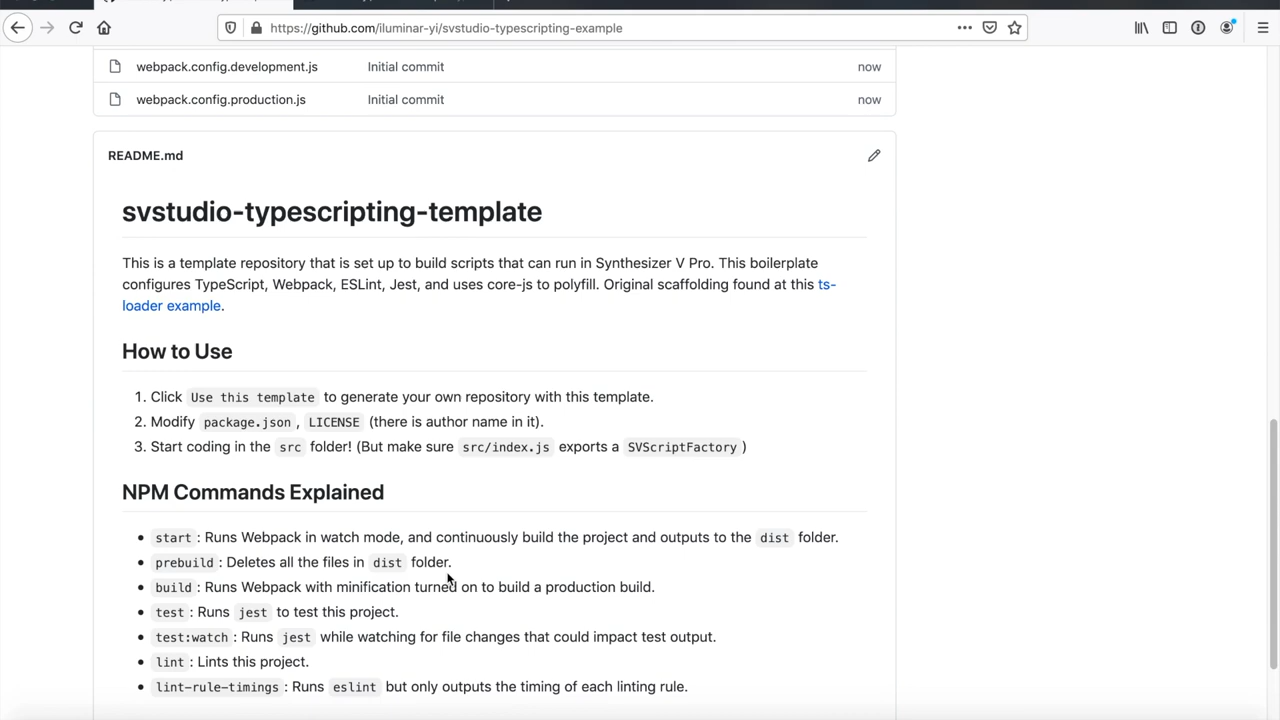 https://github.com/iluminar-yi/svstudio-typescripting-example
webpack.config.development.js Initial commit now
webpack.config.production.js Initial commit now
README.md
svstudio-typescripting-template
This is a template repository that is set up to build scripts that can run in Synthesizer V Pro. This boilerplate
configures TypeScript, Webpack, ESLint, Jest, and uses core-js to polyfill. Original scaffolding found at this ts-
loader example.
How to Use
1. Click Use this template to generate your own repository with this template.
2. Modify package.json, LICENSE (there is author name in it).
3. Start coding in the src folder! (But make sure src/index.js exports a SVScriptFactory)
NPM Commands Explained
• start: Runs Webpack in watch mode, and continuously build the project and outputs to the dist folder.
• prebuild: Deletes all the files in dist folder.
• build: Runs Webpack with minification turned on to build a production build.
• test: Runs jest to test this project.
• test:watch: Runs jest while watching for file changes that could impact test output.
• lint: Lints this project.
• lint-rule-timings: Runs eslint but only outputs the timing of each linting rule.